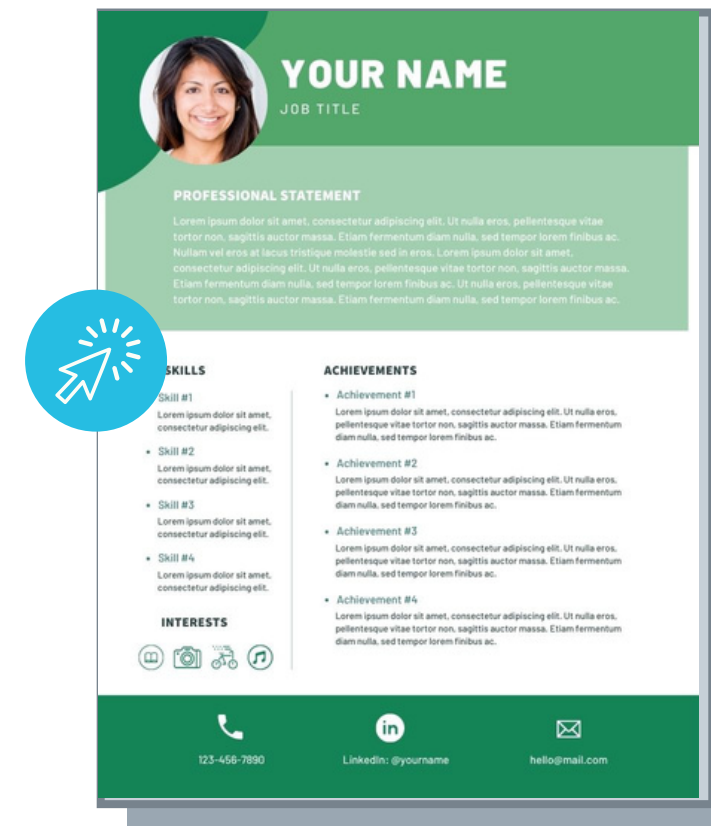 YOUR NAME
JOB TITLE
PROFESSIONAL STATEMENT
Lorem ipsum dolor sit amet, consectetur adipiscing elit. Ut nulla eros, pellentesque vitae
tortor non, sagittis auctor massa. Etiam fermentum diam nulla, sed tempor lorem finibus ac.
Nullam vel eros at lacus tristique molestie sed in eros. Lorem ipsum dolor sit amet,
consectetur adipiscing elit. Ut nulla eros, pellentesque vitae tortor non, sagittis auctor massa.
Etiam fermentum diam nulla, sed tempor lorem finibus ac. Ut nulla eros, pellentesque vitae
tortor non, sagittis auctor massa. Etiam fermentum diam nulla, sed tempor lorem finibus ac.
SKILLS
Skill #1
Lorem ipsum dolor sit amet,
consectetur adipiscing elit.
• Skill #2
Lorem ipsum dolor sit amet,
consectetur adipiscing elit.
• Skill #3
Lorem ipsum dolor sit amet,
consectetur adipiscing elit.
• Skill #4
Lorem ipsum dolor sit amet,
consectetur adipiscing elit.
INTERESTS
ACHIEVEMENTS
• Achievement #1
Lorem ipsum dolor sit amet, consectetur adipiscing elit. Ut nulla eros,
pellentesque vitae tortor non, sagittis auctor massa. Etiam fermentum
diam nulla, sed tempor lorem finibus ac.
• Achievement #2
Lorem ipsum dolor sit amet, consectetur adipiscing elit. Ut nulla eros,
pellentesque vitae tortor non, sagittis auctor massa. Etiam fermentum
diam nulla, sed tempor lorem finibus ac.
• Achievement #3
Lorem ipsum dolor sit amet, consectetur adipiscing elit. Ut nulla eros,
pellentesque vitae tortor non, sagittis auctor massa. Etiam fermentum
diam nulla, sed tempor lorem finibus ac.
• Achievement #4
Lorem ipsum dolor sit amet, consectetur adipiscing elit. Ut nulla eros,
pellentesque vitae tortor non, sagittis auctor massa. Etiam fermentum
diam nulla, sed tempor lorem finibus ac.
in
123-456-7890
LinkedIn: @yourname
hello@mail.com